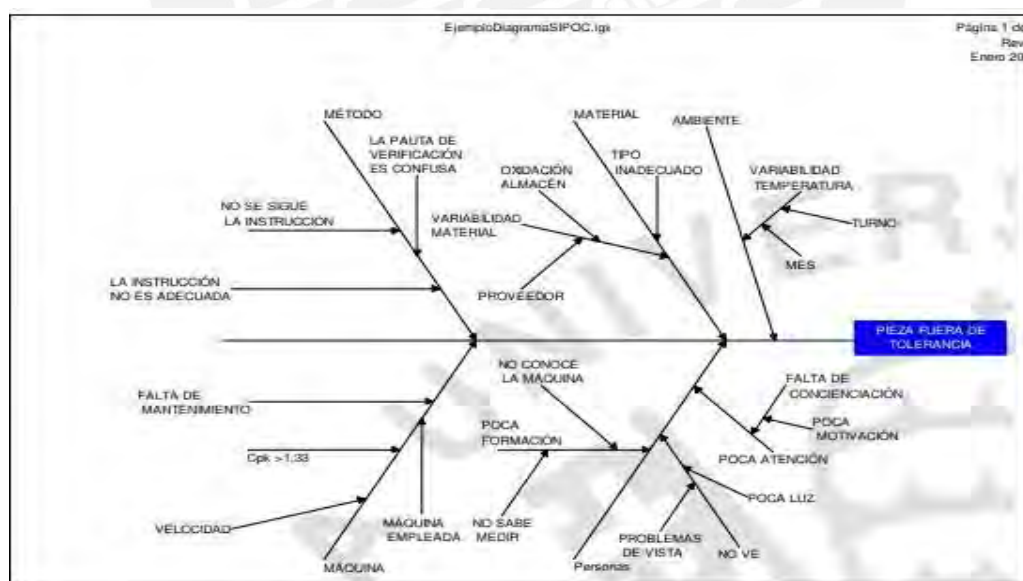 EjemploDiagramaSIPOC.igx
Página 1 de
Rev
Enero 20
MÉTODO
LA PAUTA DE
VERIFICACIÓN
ES CONFUSA
NO SE SIGUE
LA INSTRUCCIÓN
LA INSTRUCCIÓN
NO ES ADECUADA
MATERIAL
OXIDACIÓN
ALMACÉN
TIPO
INADECUADO
VARIABILIDAD
MATERIAL
PROVEEDOR
AMBIENTE
VARIABILIDAD
TEMPERATURA
TURNO
MES
PIEZA FUERA DE
TOLERANCIA
FALTA DE
MANTENIMIENTO
Cpk >1.33
VELOCIDAD
MÁQUINA
EMPLEADA
MÁQUINA
NO CONOCE
LA MÁQUINA
POCA
FORMACIÓN
NO SABE
MEDIR
Personas
PROBLEMAS
DE VISTA
NO VE
POCA LUZ
POCA ATENCIÓN
FALTA DE
CONCIENCIACIÓN
POCA
MOTIVACIÓN